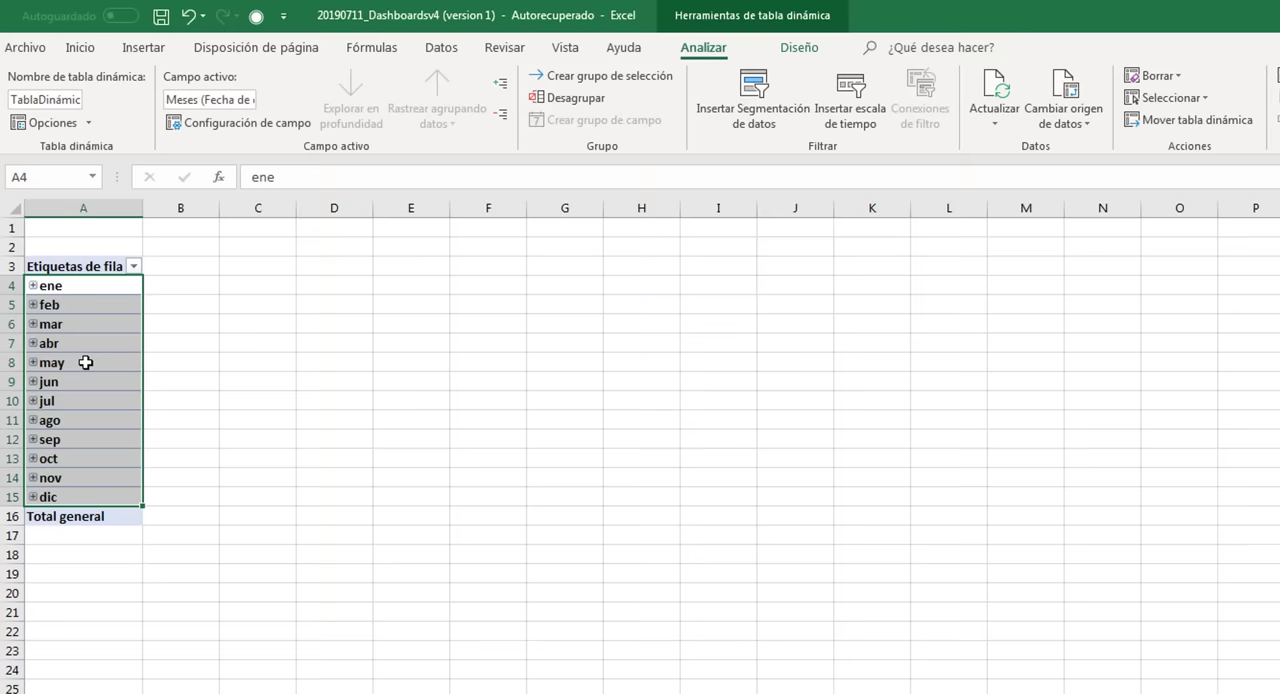 Autoguardado
20190711_Dashboardsv4 (version 1) - Autorecuperado - Excel
Herramientas de tabla dinámica
Archivo Inicio Insertar Disposición de página Fórmulas Datos Revisar Vista Ayuda Analizar Diseño ¿Qué desea hacer?
Nombre de tabla dinámica:
TablaDinámic
Opciones
Tabla dinámica
Campo activo:
Meses (Fecha de
Configuración de campo
Explorar en
profundidad
Rastrear agrupando
datos
Campo activo
Crear grupo de selección
Desagrupar
7 Crear grupo de campo
Grupo
Insertar Segmentación
de datos
Insertar escala
de tiempo
Conexiones
de filtro
Filtrar
Actualizar
Cambiar origen
de datos
Datos
Borrar
Seleccionar
Mover tabla dinámica
Acciones
A4 fx ene
A B C D E F G H I J K L M N O P
1
2
3 Etiquetas de fila
4 ene
5 feb
6 mar
7 abr
8 may
9 jun
10 jul
11 ago
12 sep
13 oct
14 nov
15 dic
16 Total general
17
18
19
20
21
22
23
24
25